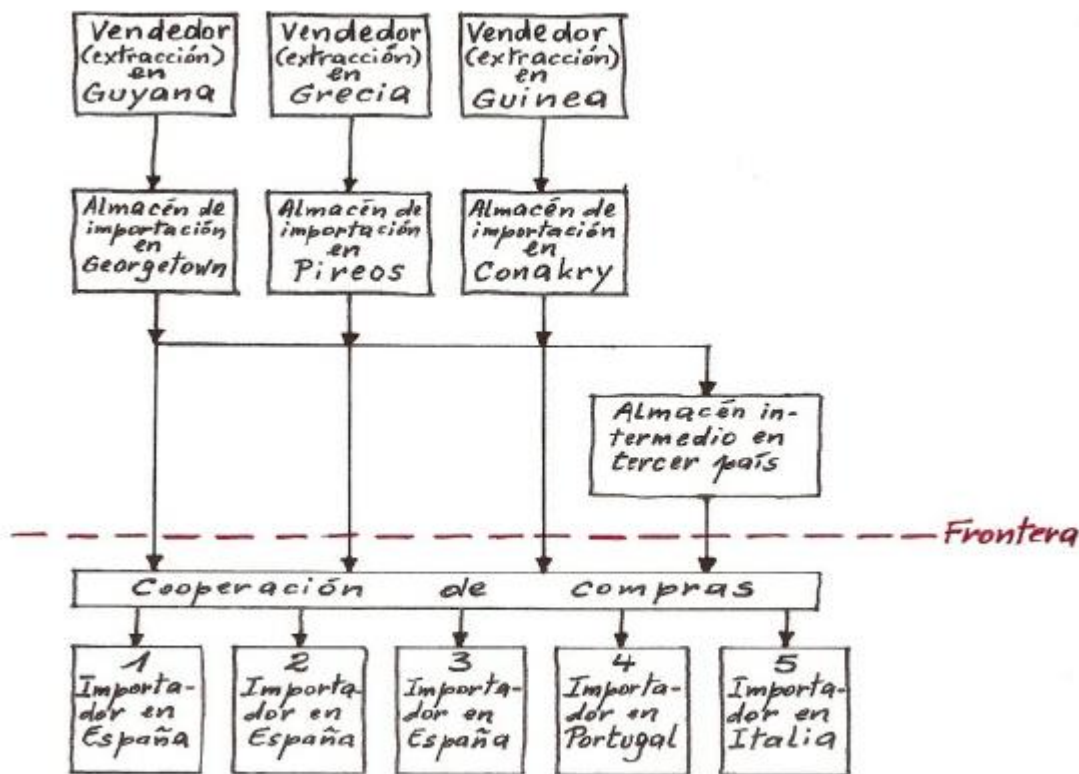 Vendedor
(extracción)
en
Guyana
Vendedor
(extracción)
en
Grecia
Vendedor
(extracción)
en
Guinea
Almacén de
importación
en
Georgetown
Almacén de
importación
en
Pireos
Almacén de
importación
en
Conakry
Almacén in-
termedio en
tercer país
Frontera
Cooperación de compras
1
Importa-
dor en
España
2
Importa-
dor en
España
3
Importa-
dor en
España
4
Importa-
dor en
Portugal
5
Importa-
dor en
Italia